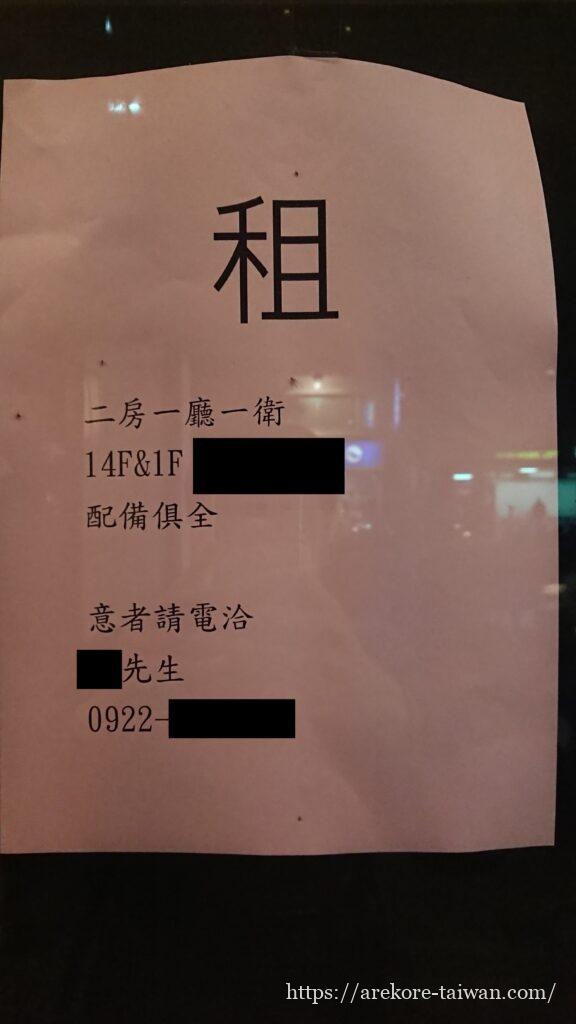 租
二房一廳一衛
14F&1F
配備俱全
意者請電洽
先生
0922-
https://arekore-taiwan.com/